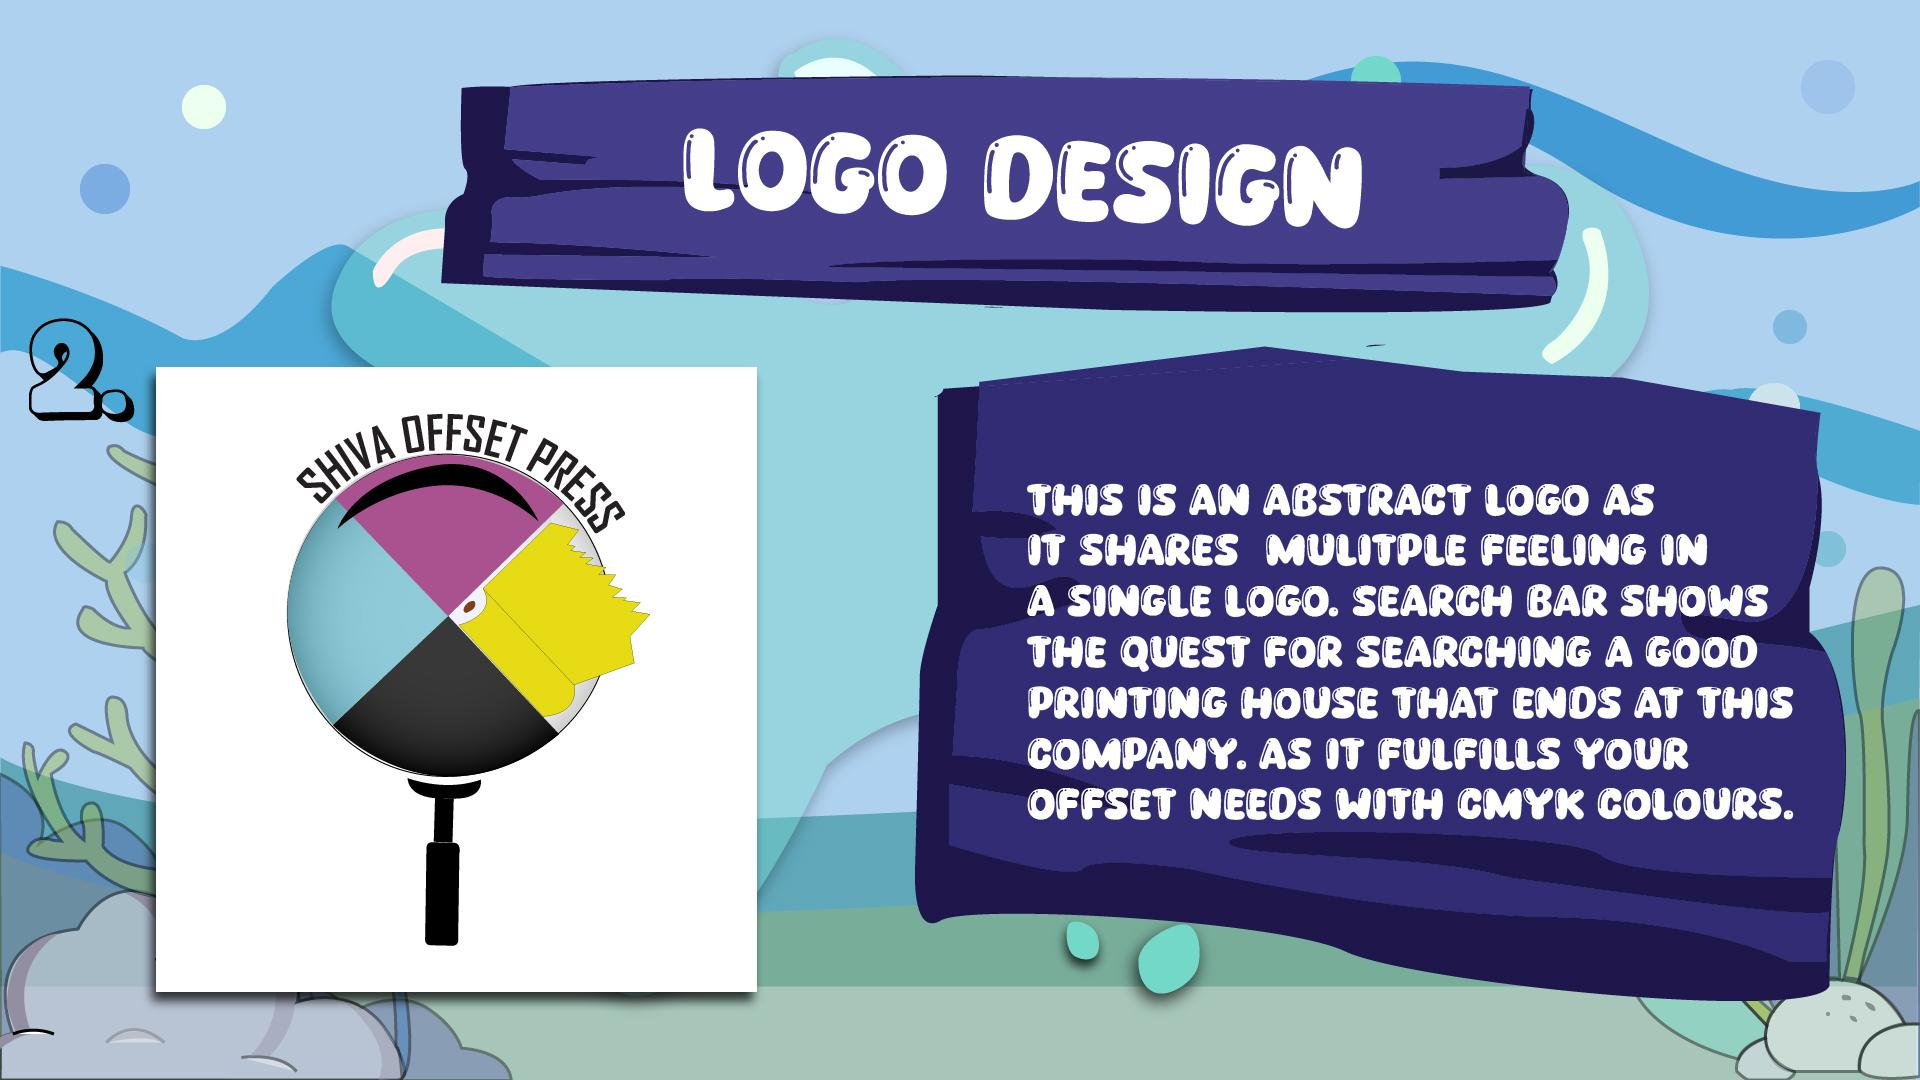 LOGO DESIGN
2.
SHIVA OFFSET PRESS
THIS IS AN ABSTRACT LOGO AS
IT SHARES MULITPLE FEELING IN
A SINGLE LOGO. SEARCH BAR SHOWS
THE QUEST FOR SEARCHING A GOOD
PRINTING HOUSE THAT ENDS AT THIS
COMPANY. AS IT FULFILLS YOUR
OFFSET NEEDS WITH CMYK COLOURS.